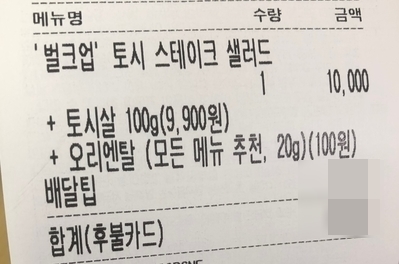 메뉴명 수량 금액
'벌크업' 토시 스테이크 샐러드
1 10,000
+ 토시살 100g(9,900원)
+ 오리엔탈 (모든 메뉴 추천, 20g)(100원)
배달팁
합계(후불카드)